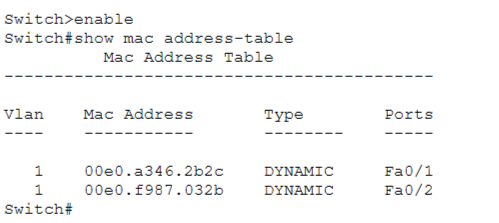 Switch>enable
Switch#show mac address-table
          Mac Address Table
-------------------------------------------
Vlan    Mac Address       Type        Ports
----    -----------       --------    -----
   1    00e0.a346.2b2c    DYNAMIC     Fa0/1
   1    00e0.f987.032b    DYNAMIC     Fa0/2
Switch#